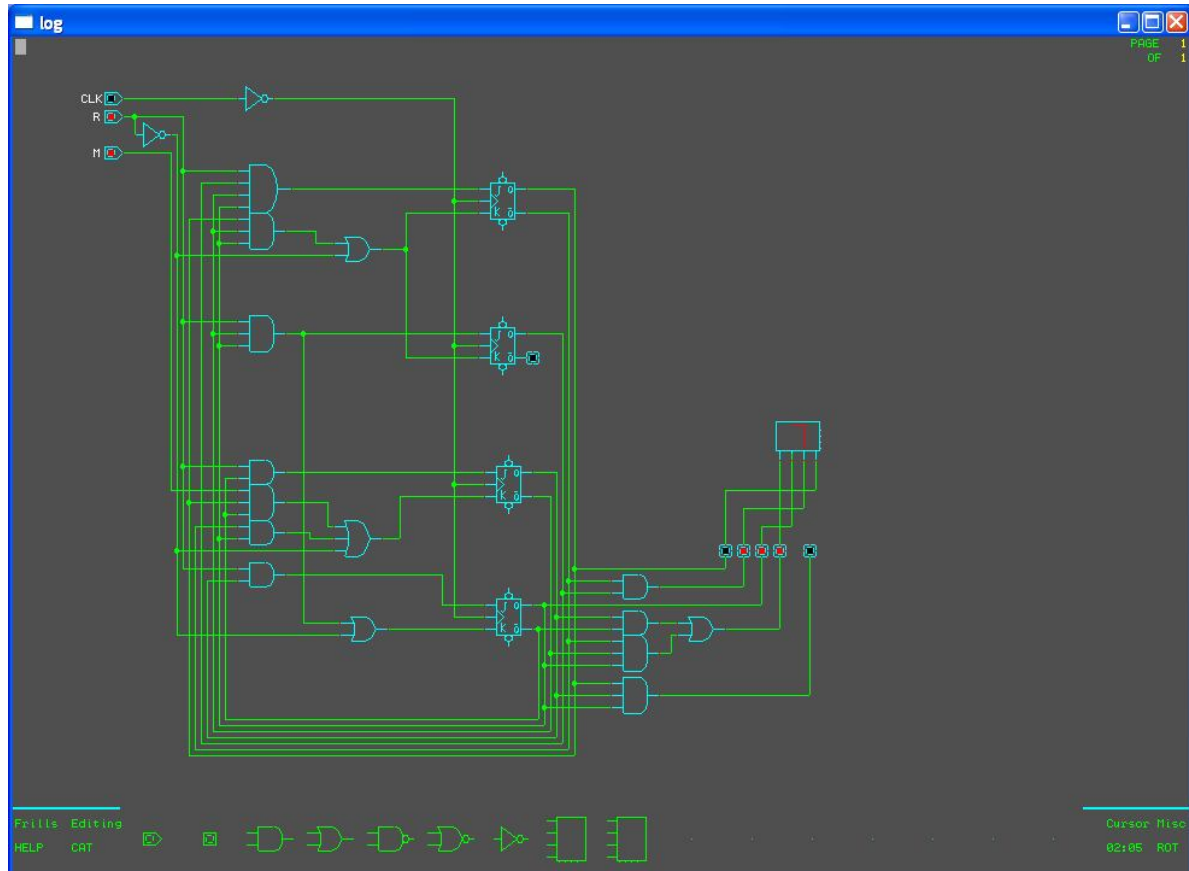 log
PAGE 1
OF 1
CLK
R
M
J Q
K Q̄
J Q
K Q̄
J Q
K Q̄
J Q
K Q̄
Frills Editing
HELP CAT
Cursor Misc
02:05 ROT